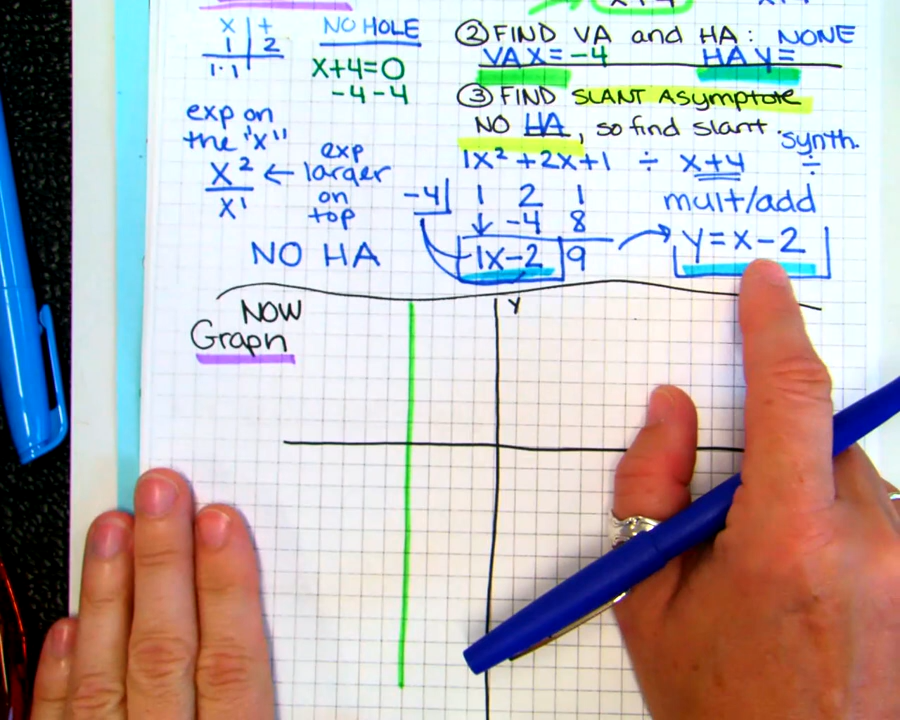 x | +
1 | 2
1·1
NO HOLE
X+4=0
-4 -4
② FIND VA and HA: NONE
VA X=-4 HA Y=
③ FIND SLANT Asymptote
NO HA, so find slant.
exp on
the "x"
X² ← exp larger on top
X¹
NO HA
1X² + 2X + 1 ÷ X+4
synth. ÷
-4 | 1 2 1
↓ -4 8
1X-2 | 9
mult/add
y = x-2
NOW
Graph
Y